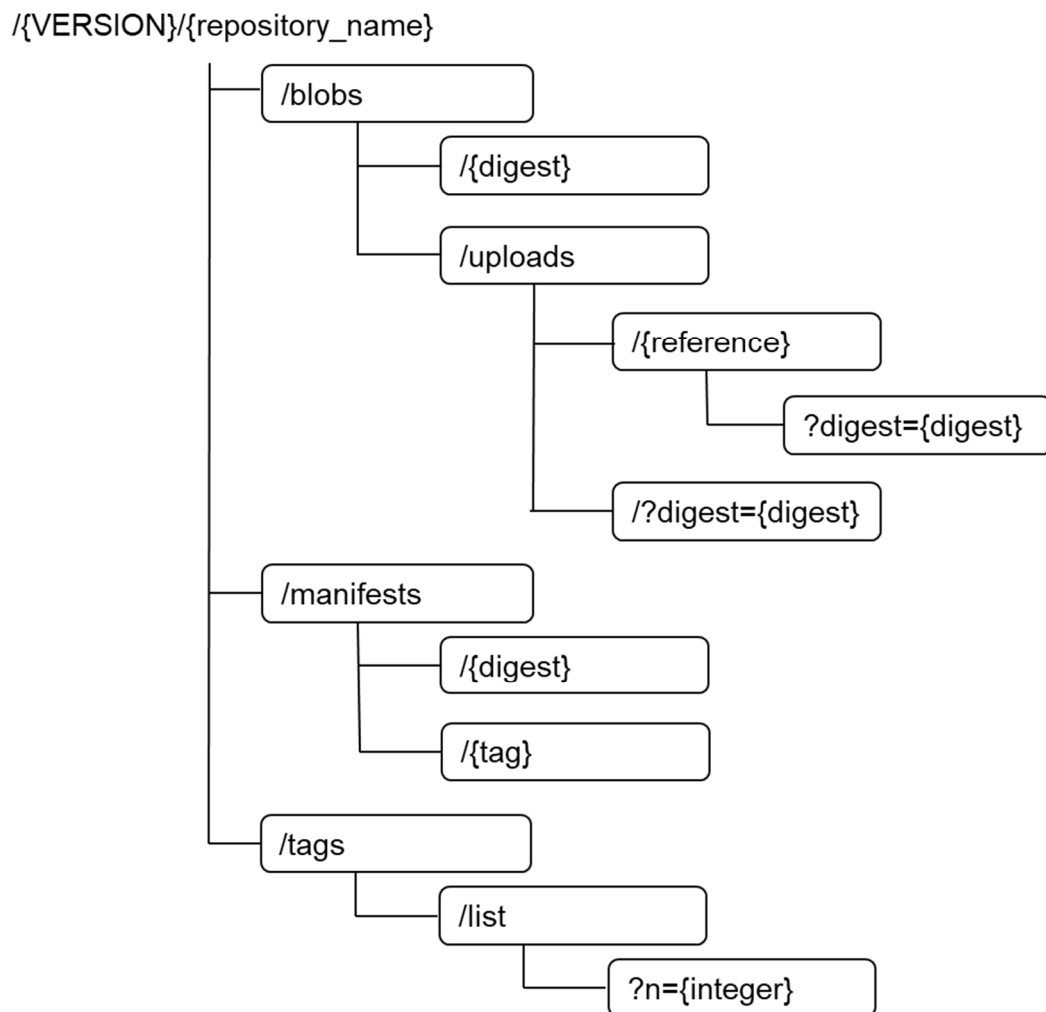 /{VERSION}/{repository_name}
/blobs
/{digest}
/uploads
/{reference}
?digest={digest}
/?digest={digest}
/manifests
/{digest}
/{tag}
/tags
/list
?n={integer}